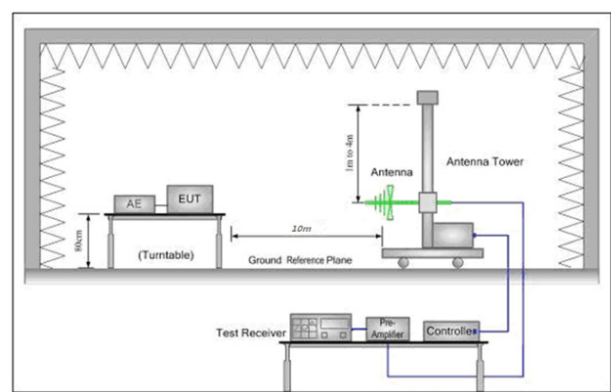 1m to 4m
Antenna
Antenna Tower
AE
EUT
80cm
(Turntable)
10m
Ground Reference Plane
Test Receiver
Pre-
Amplifier
Controller